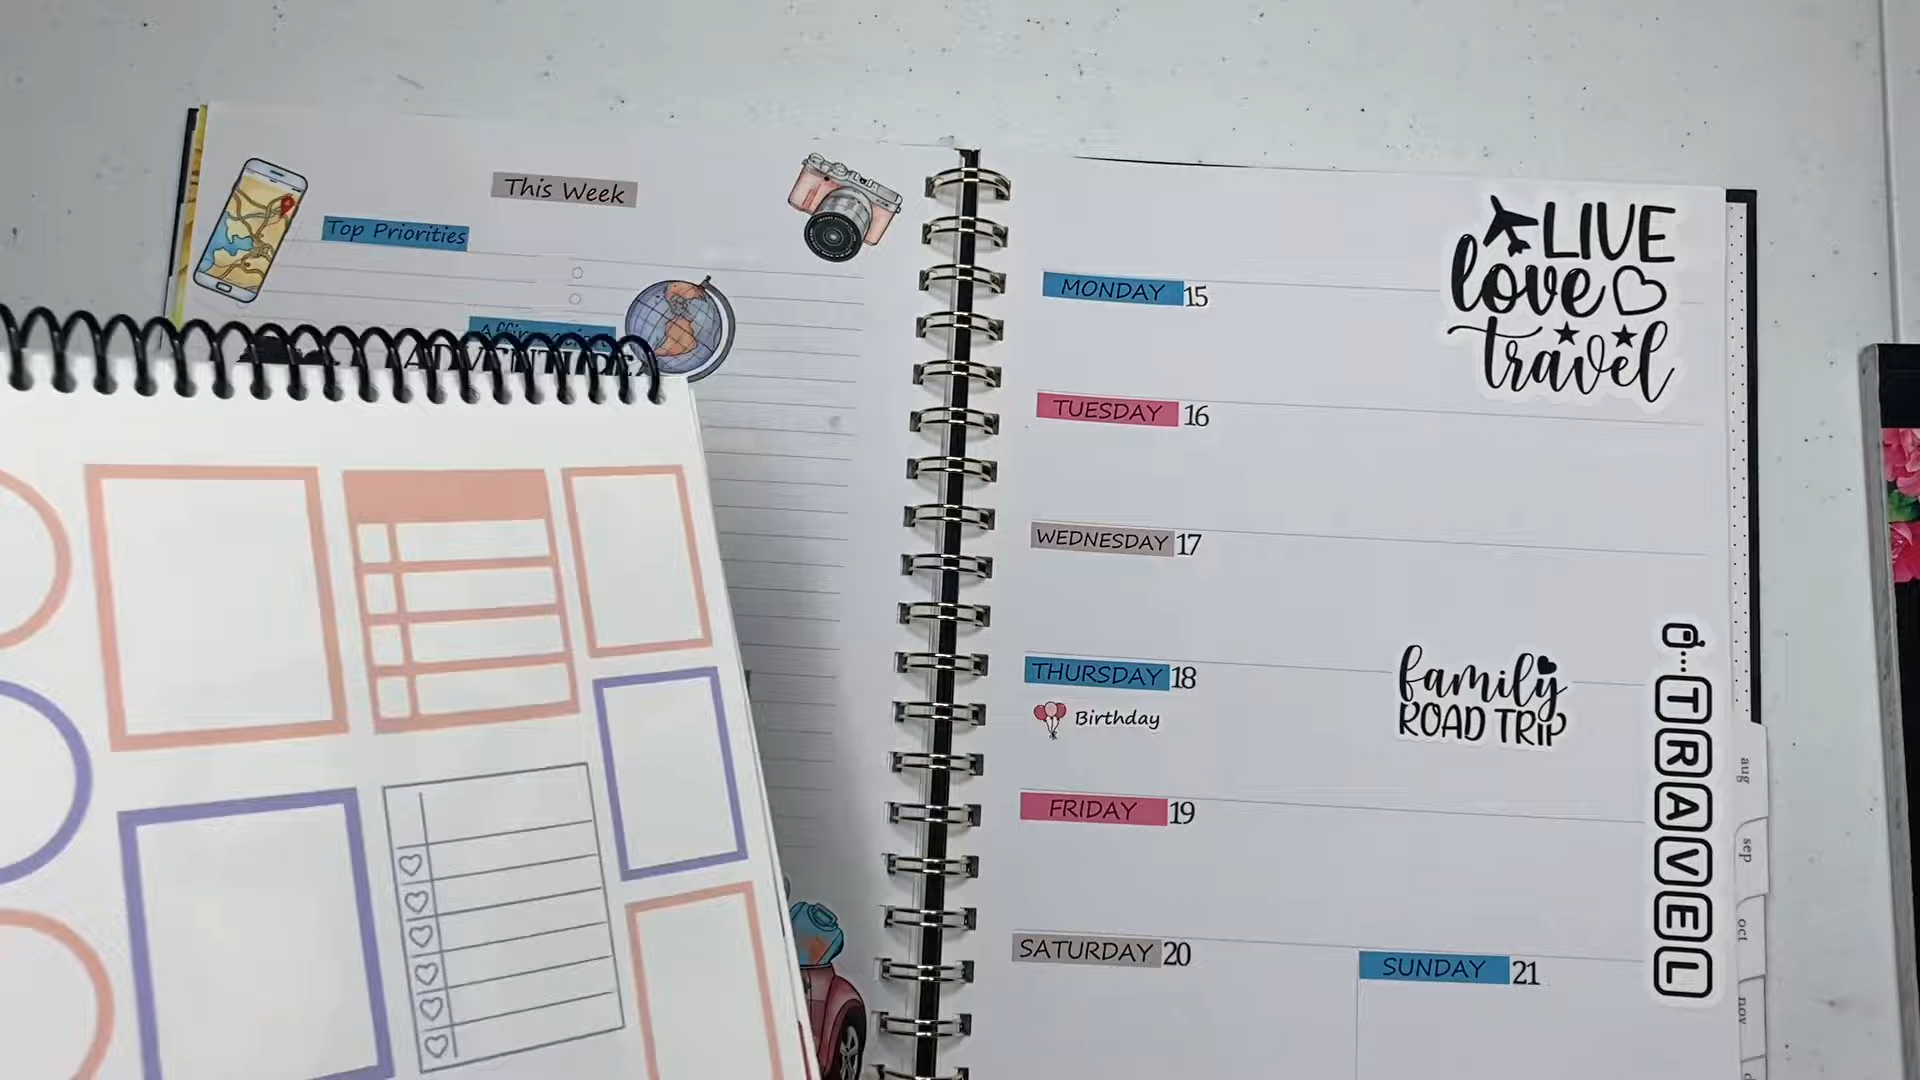 This Week
Top Priorities
ADVENTURE
MONDAY 15
TUESDAY 16
WEDNESDAY 17
THURSDAY 18
Birthday
FRIDAY 19
SATURDAY 20
SUNDAY 21
LIVE
love
travel
family
ROAD TRIP
TRAVEL
aug
sep
oct
nov